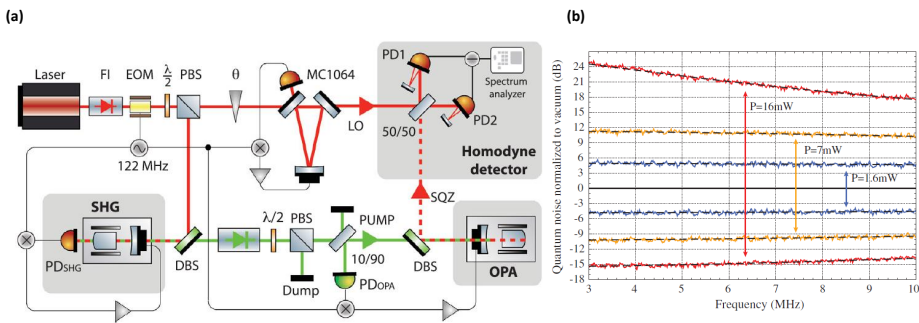 (a)
Laser
FI
EOM
λ/2
PBS
θ
MC1064
LO
122 MHz
PD1
Spectrum
analyzer
PD2
50/50
Homodyne
detector
SQZ
SHG
PDSHG
DBS
λ/2
PBS
PUMP
10/90
Dump
PDOPA
DBS
OPA
(b)
Quantum noise normalized to vacuum (dB)
24
21
18
15
12
9
6
3
0
-3
-6
-9
-12
-15
-18
P=16mW
P=7mW
P=1.6mW
3
4
5
6
7
8
9
10
Frequency (MHz)